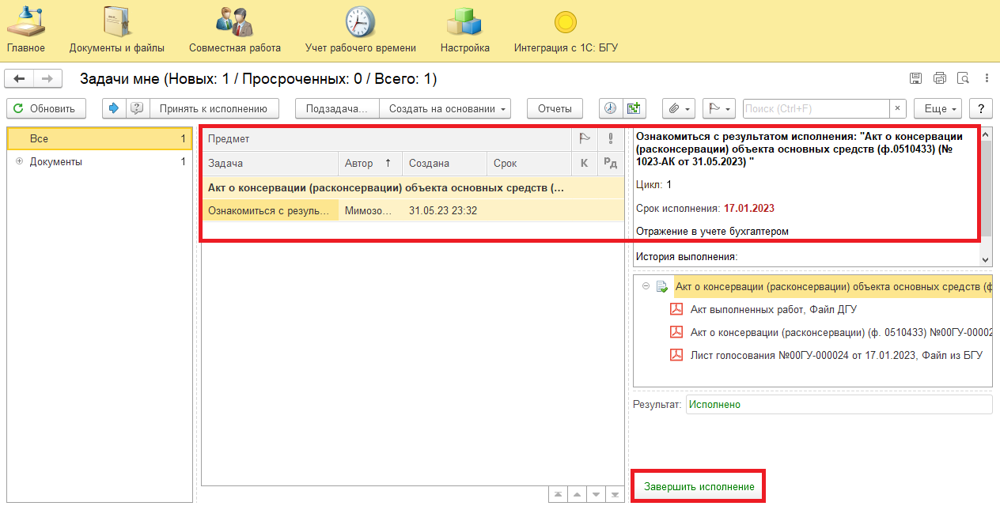 Главное Документы и файлы Совместная работа Учет рабочего времени Настройка Интеграция с 1С: БГУ
Задачи мне (Новых: 1 / Просроченных: 0 / Всего: 1)
Обновить Принять к исполнению Подзадача... Создать на основании Отчеты Поиск (Ctrl+F) × Еще ?
Все 1
Документы 1
Предмет
Задача Автор ↑ Создана Срок К Рд
Акт о консервации (расконсервации) объекта основных средств (...
Ознакомиться с резуль... Мимозо... 31.05.23 23:32
Ознакомиться с результатом исполнения: "Акт о консервации
(расконсервации) объекта основных средств (ф.0510433) (№
1023-АК от 31.05.2023) "
Цикл: 1
Срок исполнения: 17.01.2023
Отражение в учете бухгалтером
История выполнения:
Акт о консервации (расконсервации) объекта основных средств (ф
Акт выполненных работ, Файл ДГУ
Акт о консервации (расконсервации) (ф. 0510433) №00ГУ-00002
Лист голосования №00ГУ-000024 от 17.01.2023, Файл из БГУ
Результат: Исполнено
Завершить исполнение